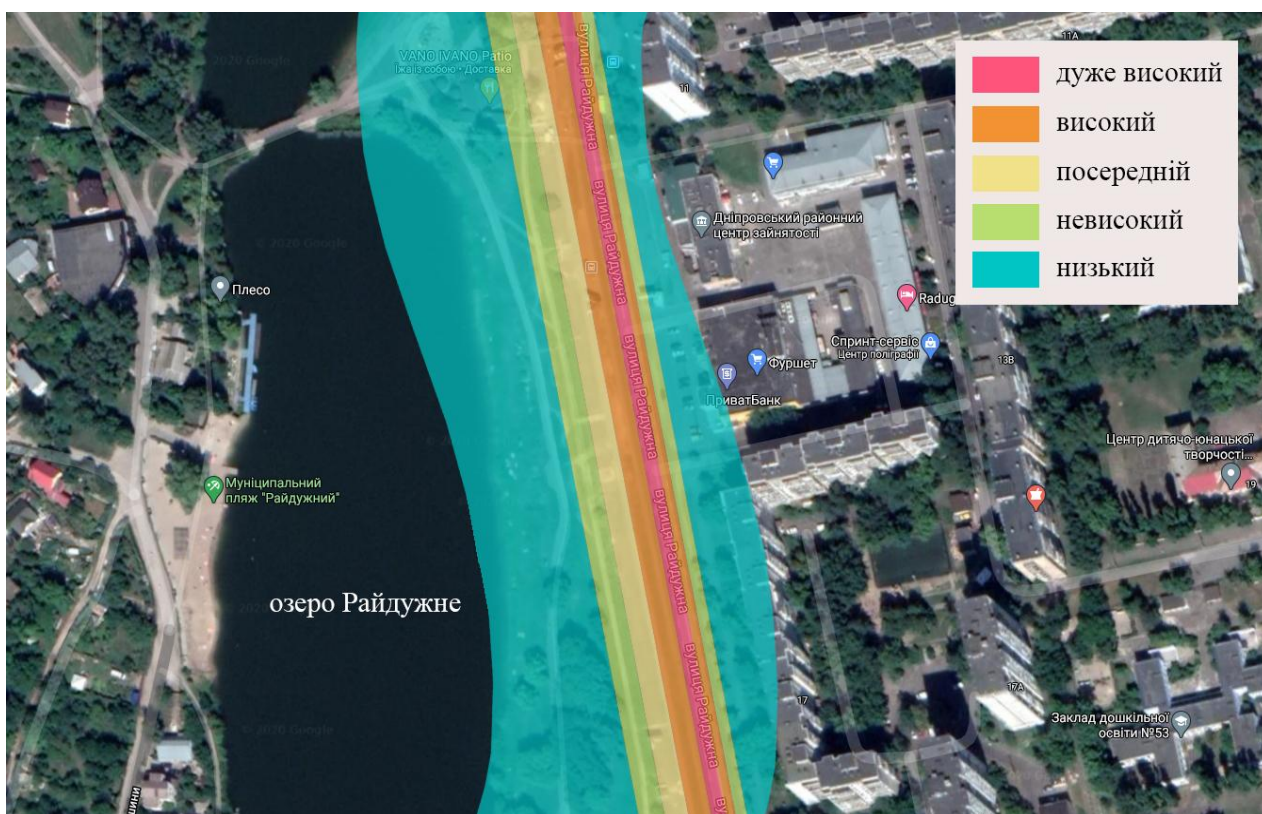 © 2020 Google
VANO IVANO Patio
Їжа із собою • Доставка
вулиця Райдужна
11
11А
дуже високий
високий
посередній
невисокий
низький
© 2020 Google
вулиця Райдужна
Дніпровський районний
центр зайнятості
Плесо
Radug
вулиця Райдужна
Спринт-сервіс
Центр поліграфії
13В
Фуршет
ПриватБанк
Центр дитячо-юнацької
творчості...
19
Муніципальний
пляж "Райдужний"
вулиця Райдужна
озеро Райдужне
вулиця Райдужна
17А
17
Заклад дошкільної
освіти №53
© 2020 Google